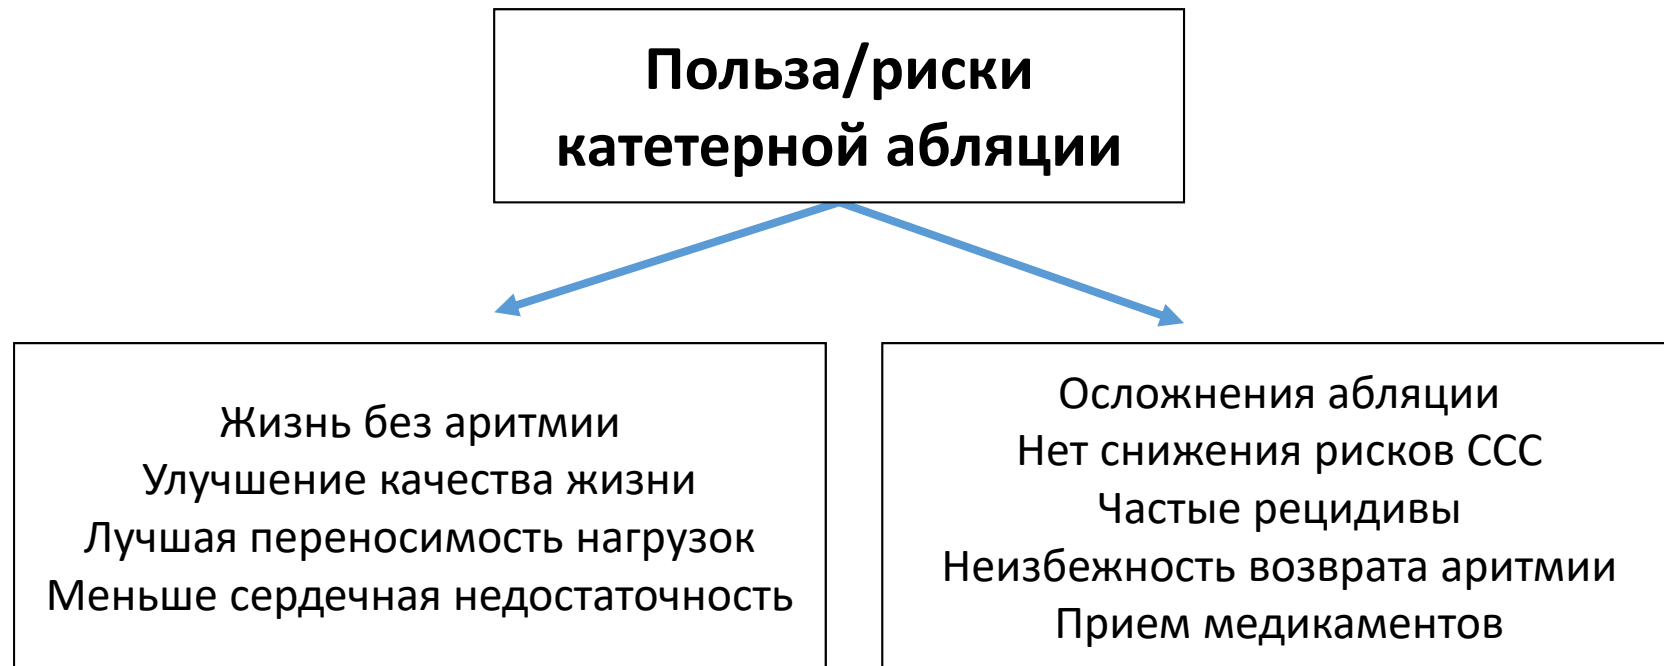 Польза/риски
катетерной абляции
Жизнь без аритмии
Улучшение качества жизни
Лучшая переносимость нагрузок
Меньше сердечная недостаточность
Осложнения абляции
Нет снижения рисков ССС
Частые рецидивы
Неизбежность возврата аритмии
Прием медикаментов